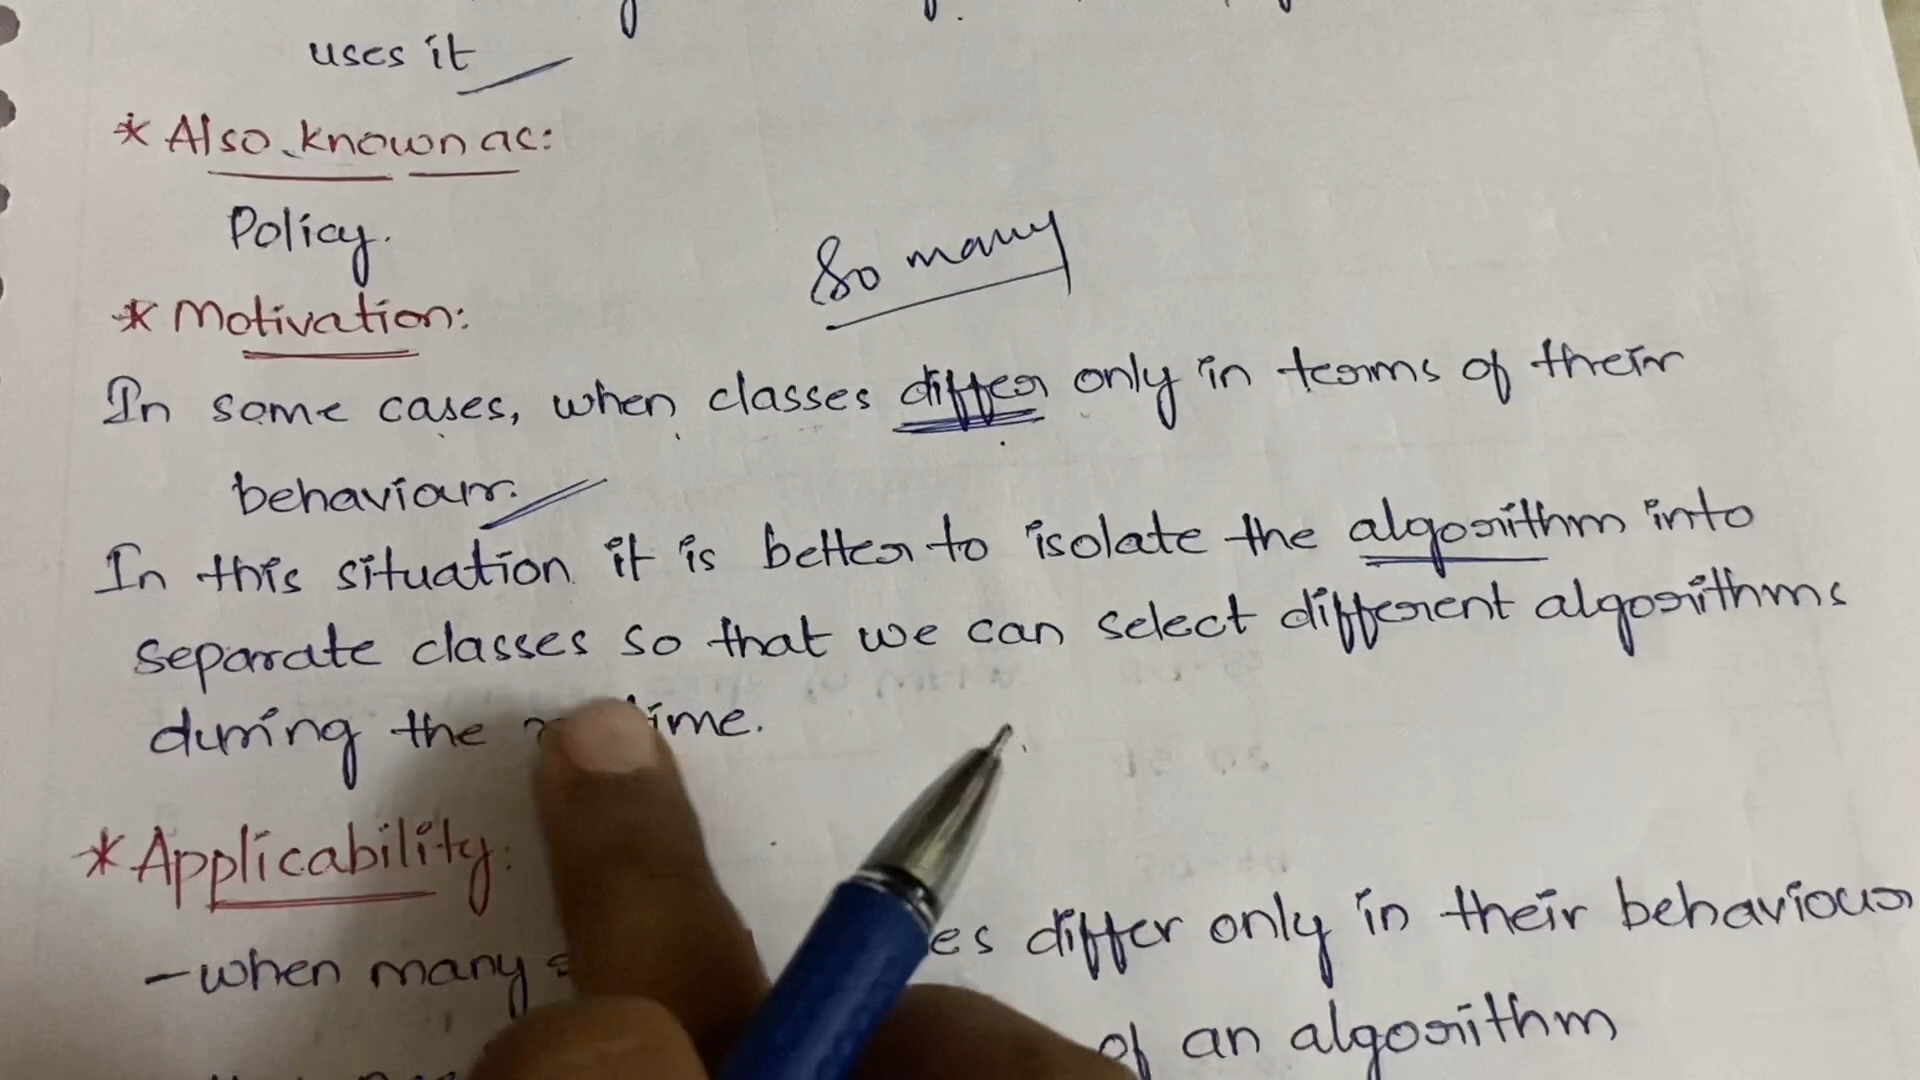 uses it
* Also known as:
Policy.
So many
* Motivation:
In some cases, when classes differ only in terms of their
behaviour.
In this situation it is better to isolate the algorithm into
separate classes so that we can select different algorithms
during the time.
* Applicability:
- when many differ only in their behaviour
of an algorithm